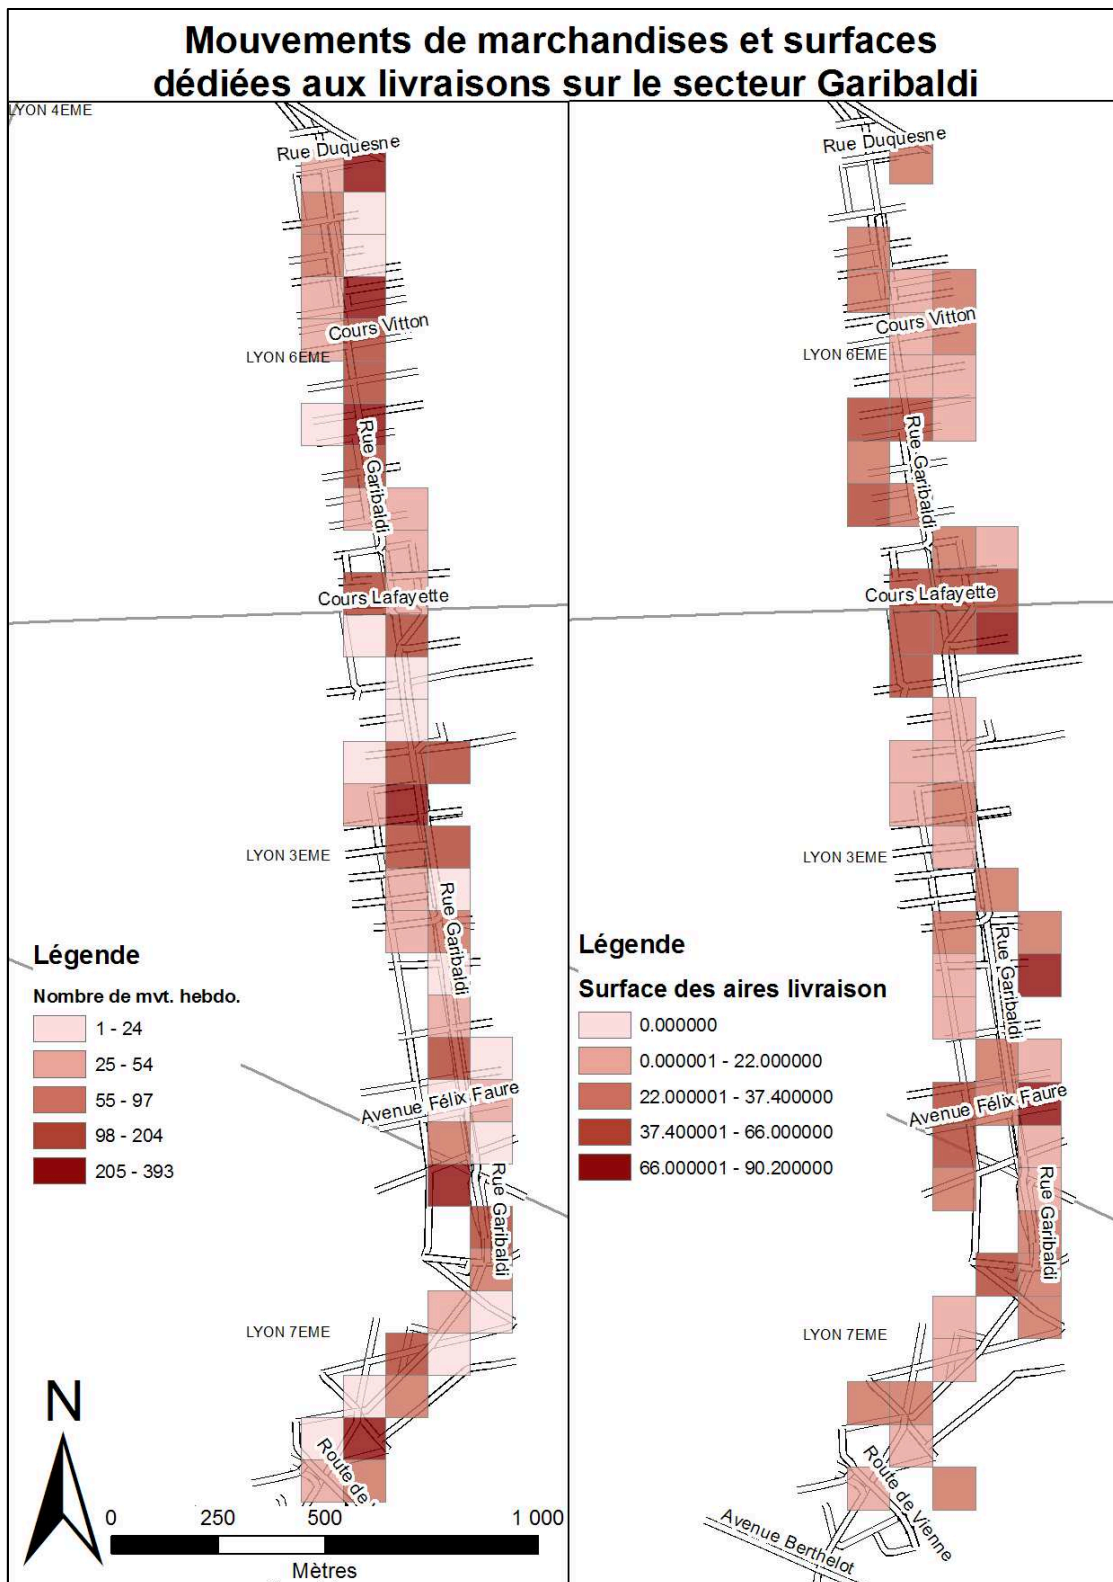 Mouvements de marchandises et surfaces
dédiées aux livraisons sur le secteur Garibaldi
LYON 4EME
Rue Duquesne
Cours Vitton
LYON 6EME
Rue Garibaldi
Cours Lafayette
LYON 3EME
Rue Garibaldi
Légende
Nombre de mvt. hebdo.
1 - 24
25 - 54
55 - 97
98 - 204
205 - 393
Avenue Félix Faure
Rue Garibaldi
LYON 7EME
Route de
N
0 250 500 1 000
Mètres
Rue Duquesne
Cours Vitton
LYON 6EME
Rue Garibaldi
Cours Lafayette
LYON 3EME
Rue Garibaldi
Légende
Surface des aires livraison
0.000000
0.000001 - 22.000000
22.000001 - 37.400000
37.400001 - 66.000000
66.000001 - 90.200000
Avenue Félix Faure
Rue Garibaldi
LYON 7EME
Route de Vienne
Avenue Berthelot